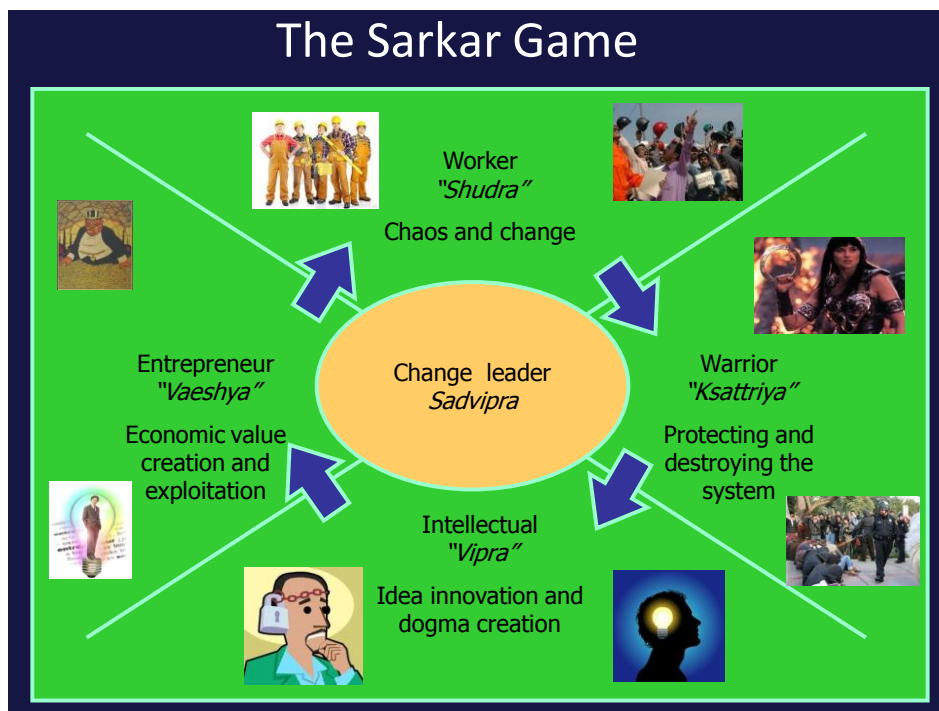 The Sarkar Game
Worker
“Shudra”
Chaos and change
Entrepreneur
“Vaeshya”
Economic value
creation and
exploitation
Change leader
Sadvipra
Warrior
“Ksattriya”
Protecting and
destroying the
system
Intellectual
“Vipra”
Idea innovation and
dogma creation